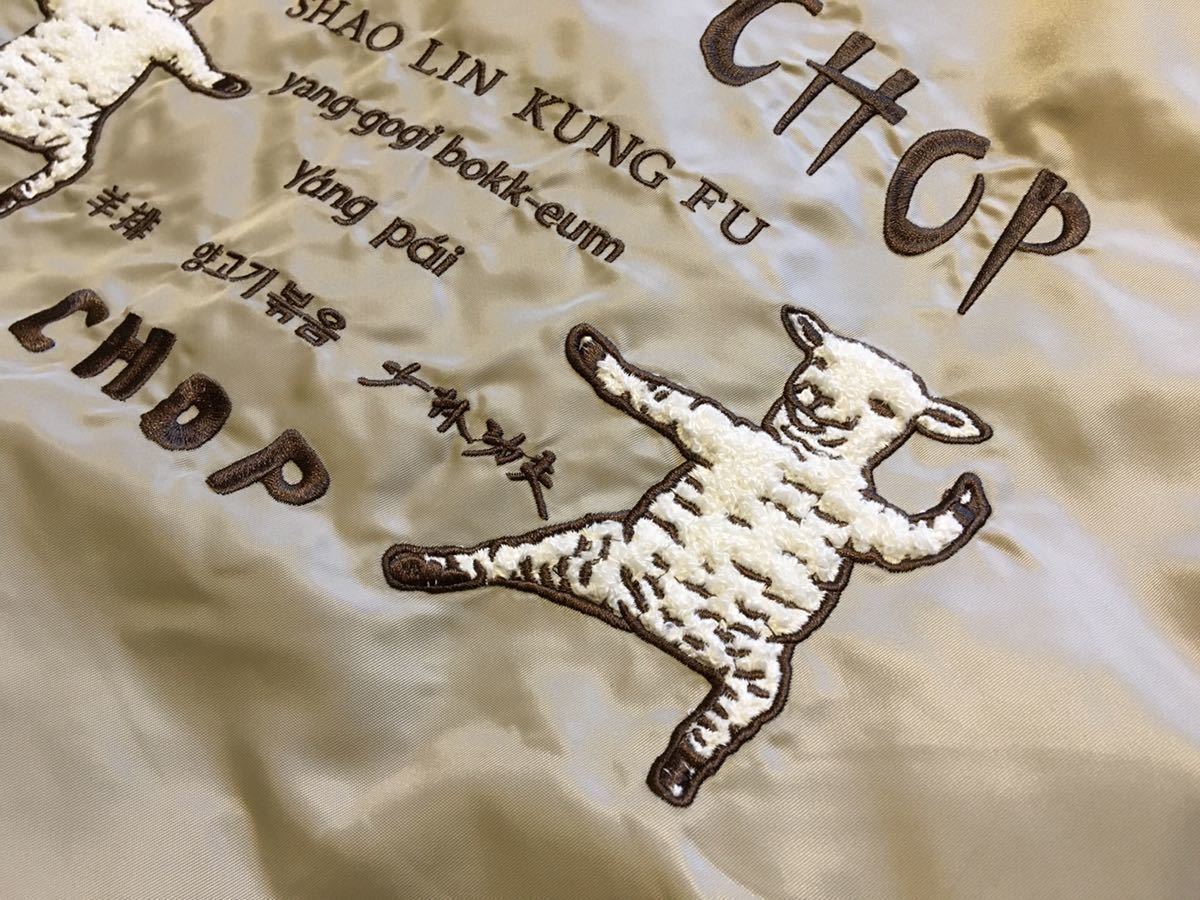 CHOP
SHAO LIN KUNG FU
yang-gogi bokk-eum
yáng pái
羊排
양고기볶음
CHOP